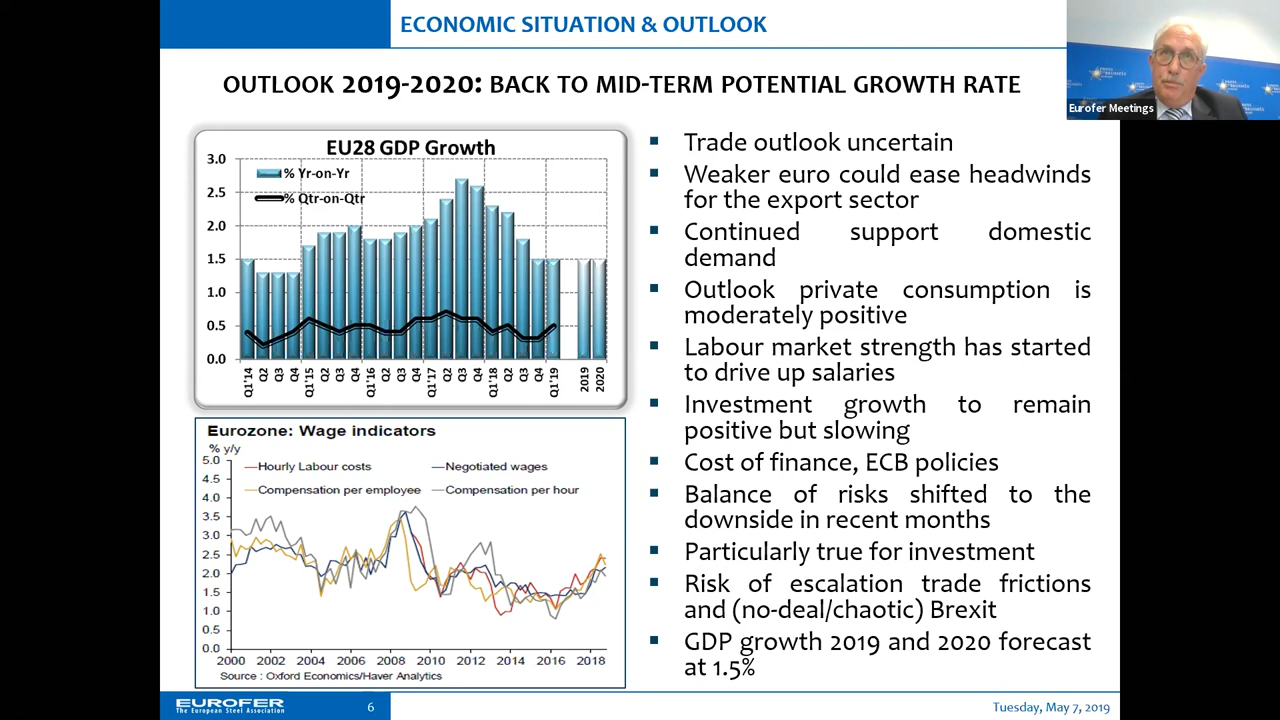 ECONOMIC SITUATION & OUTLOOK
OUTLOOK 2019-2020: BACK TO MID-TERM POTENTIAL GROWTH RATE
Eurofer Meetings
EU28 GDP Growth
% Yr-on-Yr
% Qtr-on-Qtr
3.0
2.5
2.0
1.5
1.0
0.5
0.0
Q1'14 Q2 Q3 Q4 Q1'15 Q2 Q3 Q4 Q1'16 Q2 Q3 Q4 Q1'17 Q2 Q3 Q4 Q1'18 Q2 Q3 Q4 Q1'19 2019 2020
Eurozone: Wage indicators
% y/y
5.0
4.5
4.0
3.5
3.0
2.5
2.0
1.5
1.0
0.5
0.0
Hourly Labour costs Negotiated wages
Compensation per employee Compensation per hour
2000 2002 2004 2006 2008 2010 2012 2014 2016 2018
Source : Oxford Economics/Haver Analytics
▪ Trade outlook uncertain
▪ Weaker euro could ease headwinds
for the export sector
▪ Continued support domestic
demand
▪ Outlook private consumption is
moderately positive
▪ Labour market strength has started
to drive up salaries
▪ Investment growth to remain
positive but slowing
▪ Cost of finance, ECB policies
▪ Balance of risks shifted to the
downside in recent months
▪ Particularly true for investment
▪ Risk of escalation trade frictions
and (no-deal/chaotic) Brexit
▪ GDP growth 2019 and 2020 forecast
at 1.5%
EUROFER
The European Steel Association
6
Tuesday, May 7, 2019